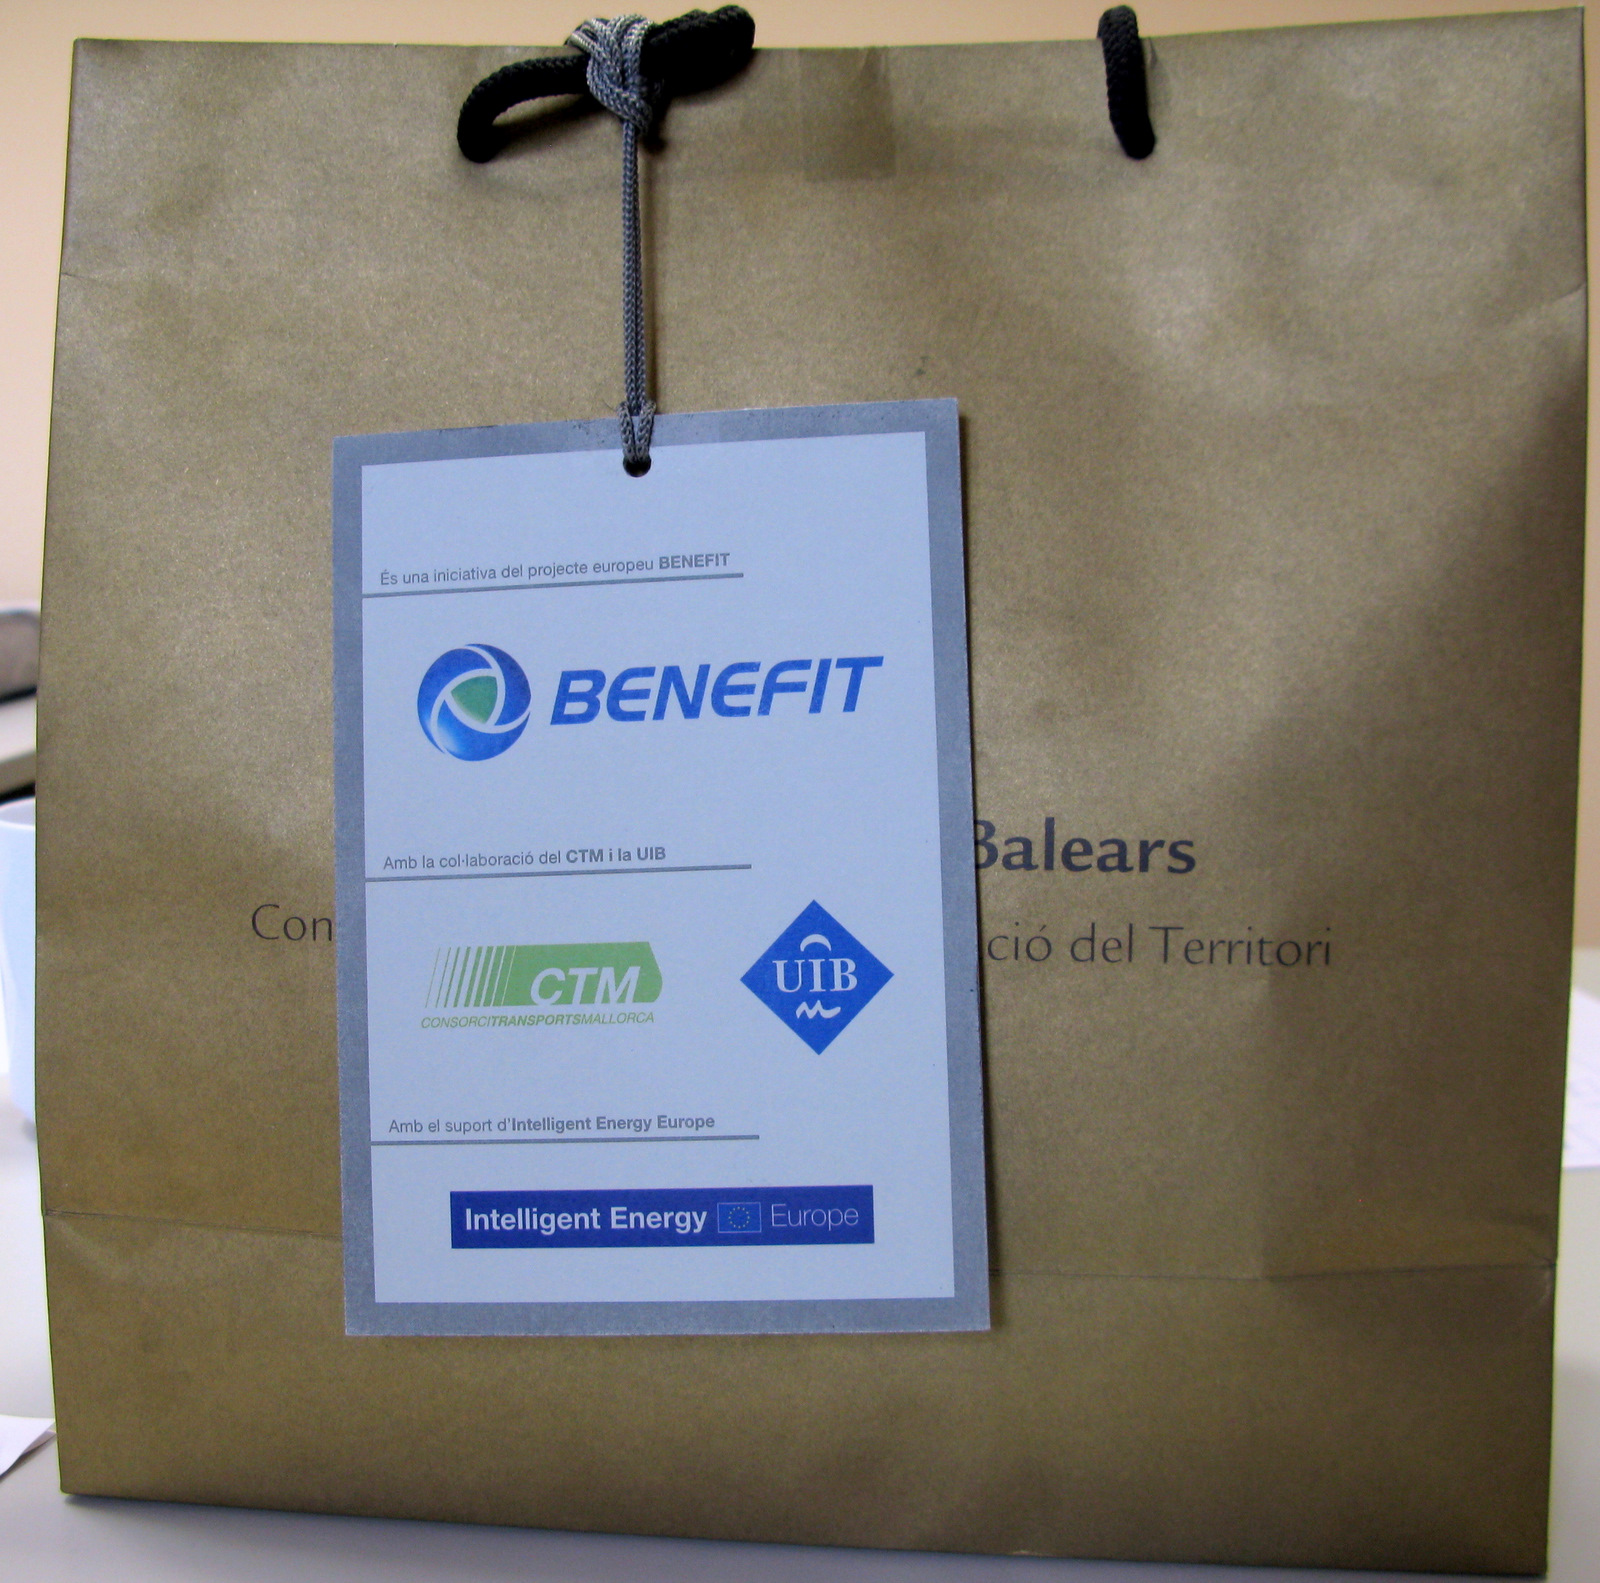 És una iniciativa del projecte europeu BENEFIT
BENEFIT
Amb la col·laboració del CTM i la UIB
CTM
CONSORCITRANSPORTSMALLORCA
UIB
Amb el suport d'Intelligent Energy Europe
Intelligent Energy Europe
Balears
Con ció del Territori